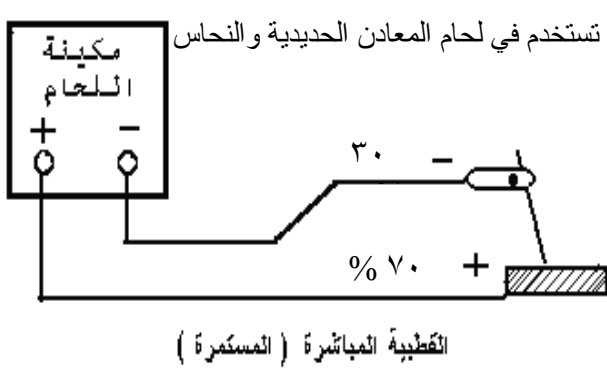 تستخدم في لحام المعادن الحديدية والنحاس
مكينة
اللحام
+ −
٣٠ −
% ٧٠ +
القطبية المباشرة ( المستمرة )